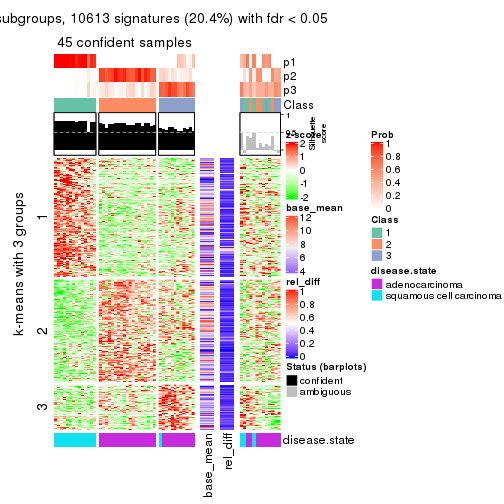 subgroups, 10613 signatures (20.4%) with fdr < 0.05
45 confident samples
p1
p2
p3
Class
1
0.5
Silhouette
score
k-means with 3 groups
1
2
3
base_mean
rel_diff
disease.state
z-score
2
1
0
-1
-2
base_mean
12
10
8
6
4
rel_diff
1
0.8
0.6
0.4
0.2
0
Status (barplots)
confident
ambiguous
Prob
1
0.8
0.6
0.4
0.2
0
Class
1
2
3
disease.state
adenocarcinoma
squamous cell carcinoma